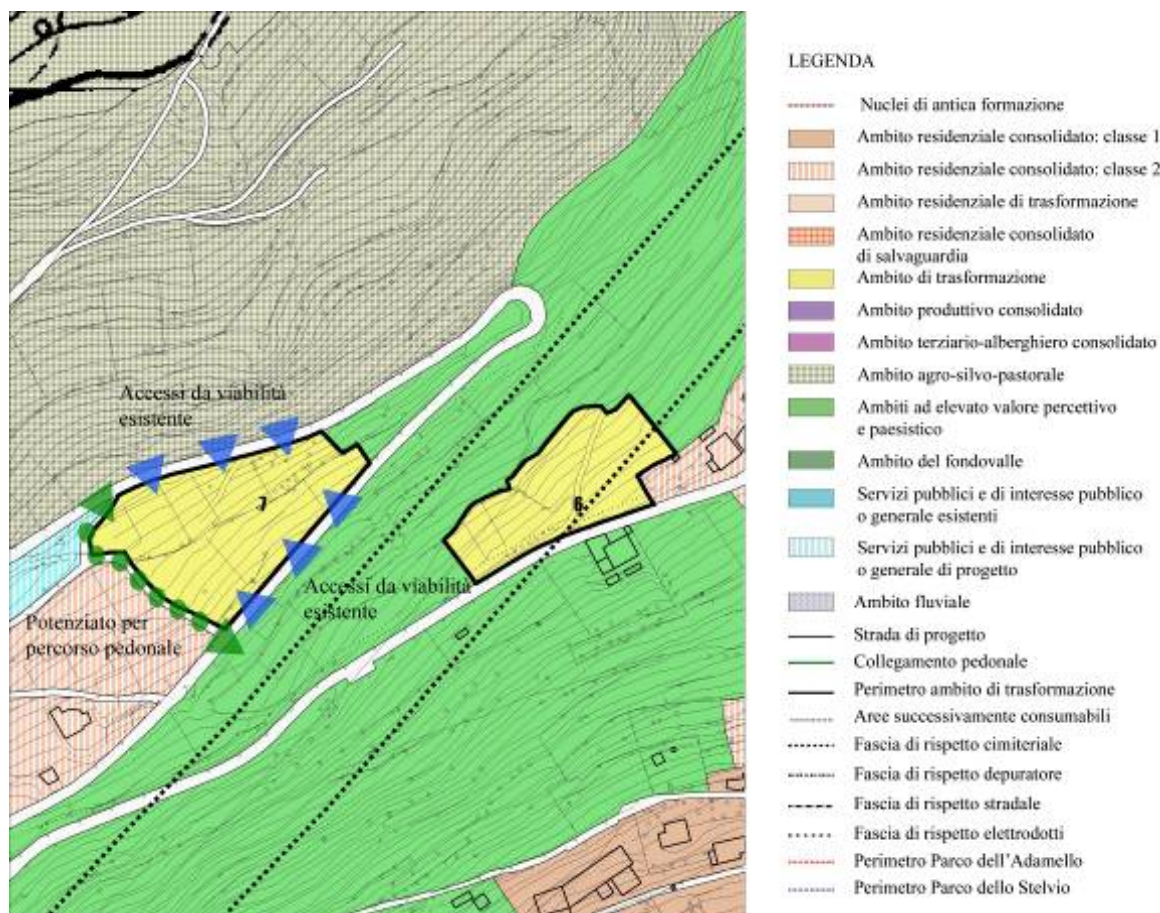 Accessi da viabilità
esistente
7
6
Accessi da viabilità
esistente
Potenziato per
percorso pedonale
LEGENDA
Nuclei di antica formazione
Ambito residenziale consolidato: classe 1
Ambito residenziale consolidato: classe 2
Ambito residenziale di trasformazione
Ambito residenziale consolidato
di salvaguardia
Ambito di trasformazione
Ambito produttivo consolidato
Ambito terziario-alberghiero consolidato
Ambito agro-silvo-pastorale
Ambiti ad elevato valore percettivo
e paesistico
Ambito del fondovalle
Servizi pubblici e di interesse pubblico
o generale esistenti
Servizi pubblici e di interesse pubblico
o generale di progetto
Ambito fluviale
Strada di progetto
Collegamento pedonale
Perimetro ambito di trasformazione
Aree successivamente consumabili
Fascia di rispetto cimiteriale
Fascia di rispetto depuratore
Fascia di rispetto stradale
Fascia di rispetto elettrodotti
Perimetro Parco dell'Adamello
Perimetro Parco dello Stelvio